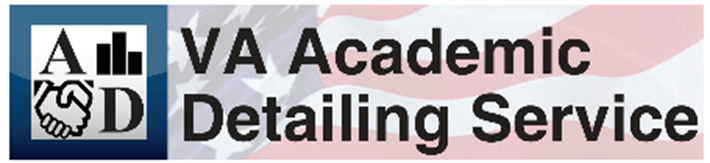 A
D
VA Academic
Detailing Service